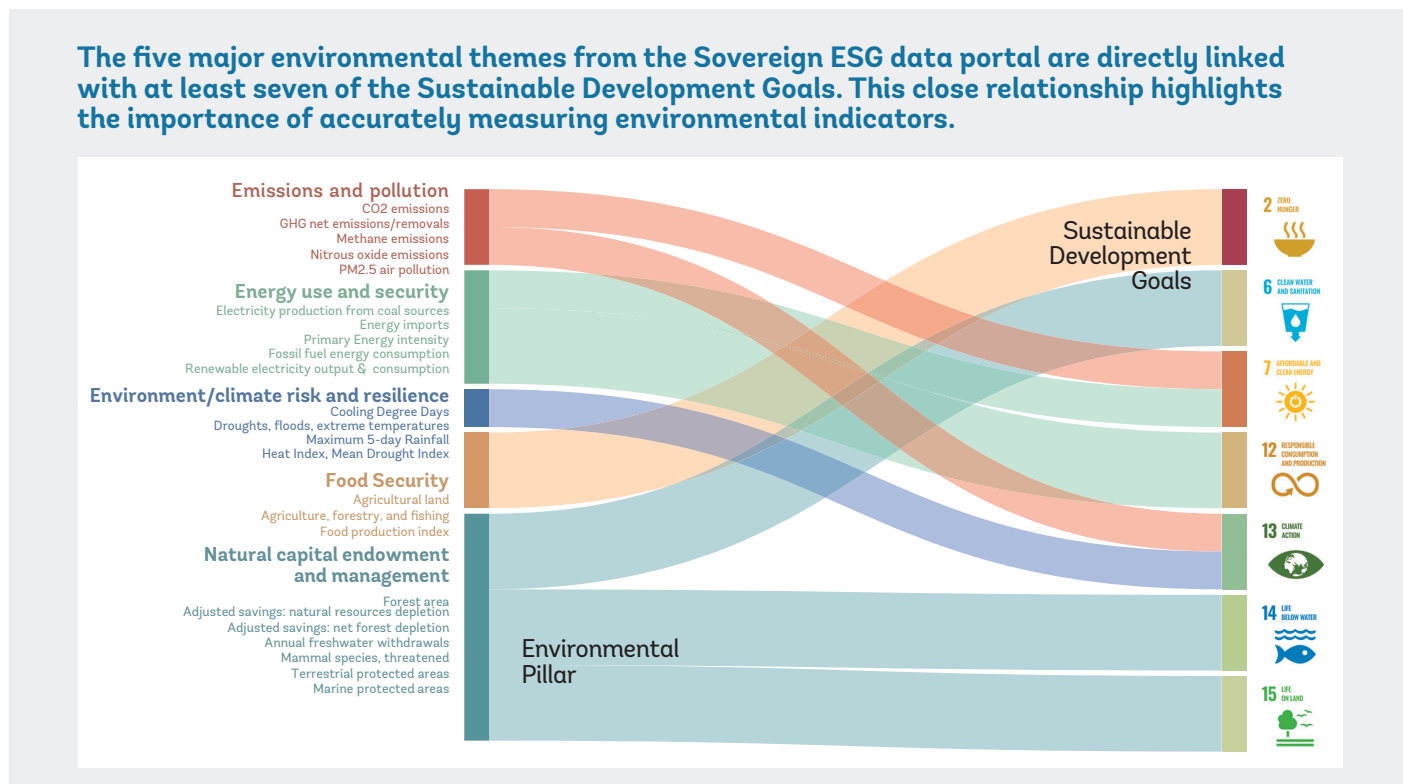 The five major environmental themes from the Sovereign ESG data portal are directly linked
with at least seven of the Sustainable Development Goals. This close relationship highlights
the importance of accurately measuring environmental indicators.
Emissions and pollution
CO2 emissions
GHG net emissions/removals
Methane emissions
Nitrous oxide emissions
PM2.5 air pollution
Energy use and security
Electricity production from coal sources
Energy imports
Primary Energy intensity
Fossil fuel energy consumption
Renewable electricity output & consumption
Environment/climate risk and resilience
Cooling Degree Days
Droughts, floods, extreme temperatures
Maximum 5-day Rainfall
Heat Index, Mean Drought Index
Food Security
Agricultural land
Agriculture, forestry, and fishing
Food production index
Natural capital endowment
and management
Forest area
Adjusted savings: natural resources depletion
Adjusted savings: net forest depletion
Annual freshwater withdrawals
Mammal species, threatened
Terrestrial protected areas
Marine protected areas
Environmental
Pillar
Sustainable
Development
Goals
2 ZERO
HUNGER
6 CLEAN WATER
AND SANITATION
7 AFFORDABLE AND
CLEAN ENERGY
12 RESPONSIBLE
CONSUMPTION
AND PRODUCTION
13 CLIMATE
ACTION
14 LIFE
BELOW WATER
15 LIFE
ON LAND